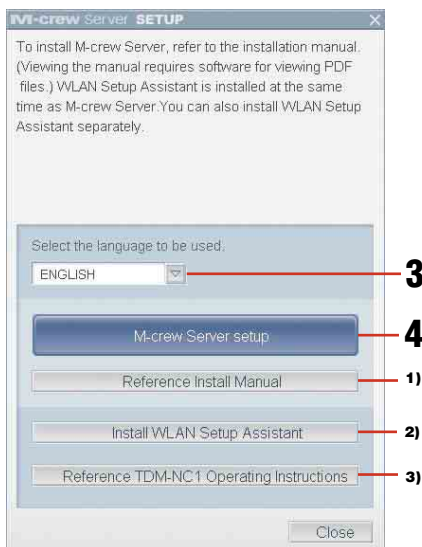 M-crew Server SETUP
To install M-crew Server, refer to the installation manual.
(Viewing the manual requires software for viewing PDF
files.) WLAN Setup Assistant is installed at the same
time as M-crew Server.You can also install WLAN Setup
Assistant separately.
Select the language to be used.
ENGLISH
3
M-crew Server setup
4
Reference Install Manual
1)
Install WLAN Setup Assistant
2)
Reference TDM-NC1 Operating Instructions
3)
Close